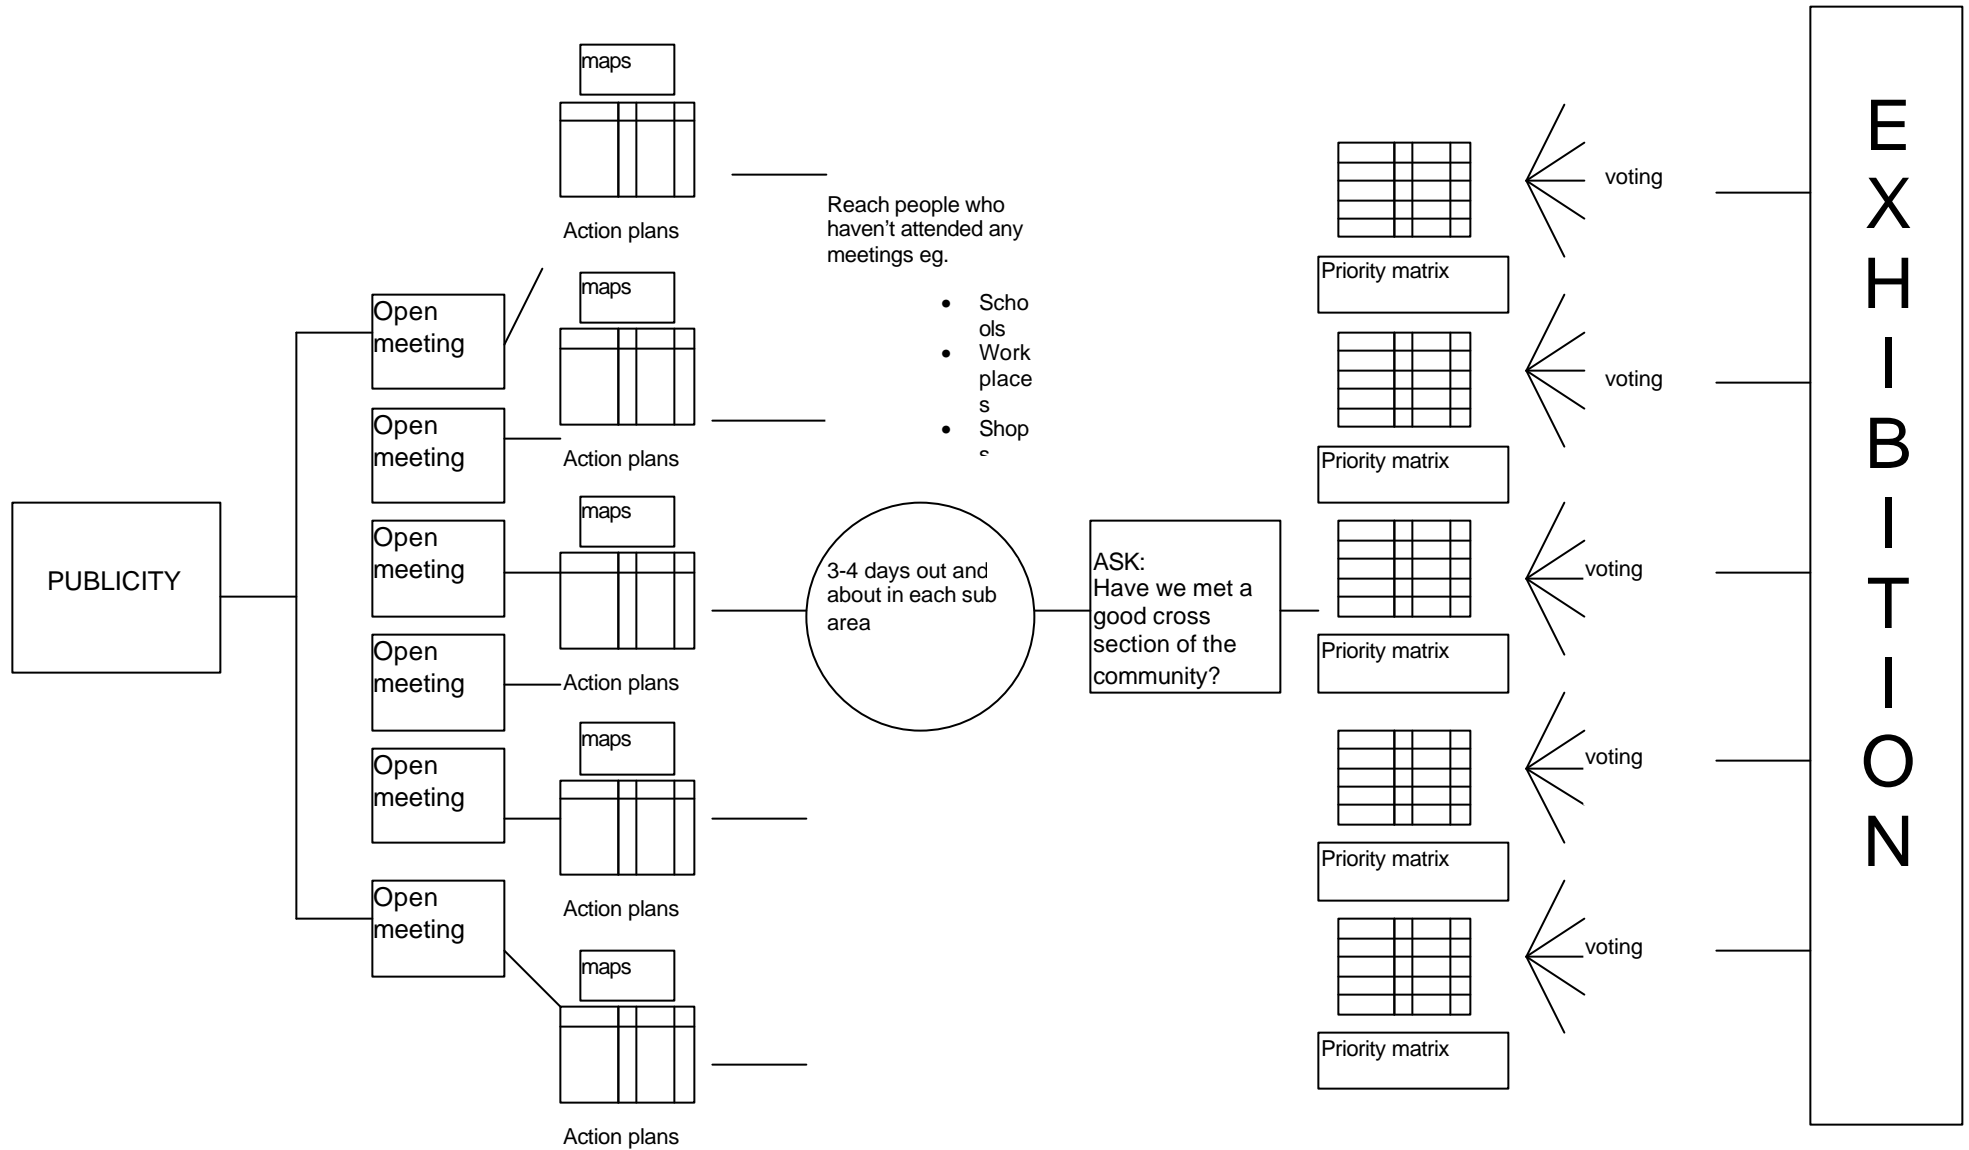 PUBLICITY
Open
meeting
Open
meeting
Open
meeting
Open
meeting
Open
meeting
Open
meeting
maps
Action plans
maps
Action plans
maps
Action plans
maps
Action plans
maps
Action plans
Reach people who
haven't attended any
meetings eg.
• Scho
ols
• Work
place
s
• Shop
s
3-4 days out and
about in each sub
area
ASK:
Have we met a
good cross
section of the
community?
Priority matrix
Priority matrix
Priority matrix
Priority matrix
Priority matrix
voting
voting
voting
voting
voting
E
X
H
I
B
I
T
I
O
N